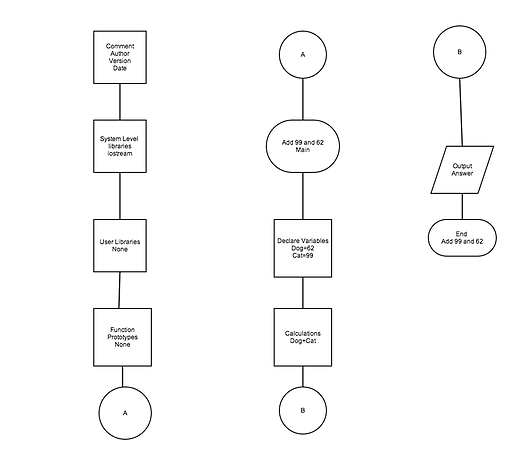 Comment
Author
Version
Date
System Level
libraries
iostream
User Libraries
None
Function
Prototypes
None
A
A
Add 99 and 62
Main
Declare Variables
Dog=62
Cat=99
Calculations
Dog+Cat
B
B
Output
Answer
End
Add 99 and 62